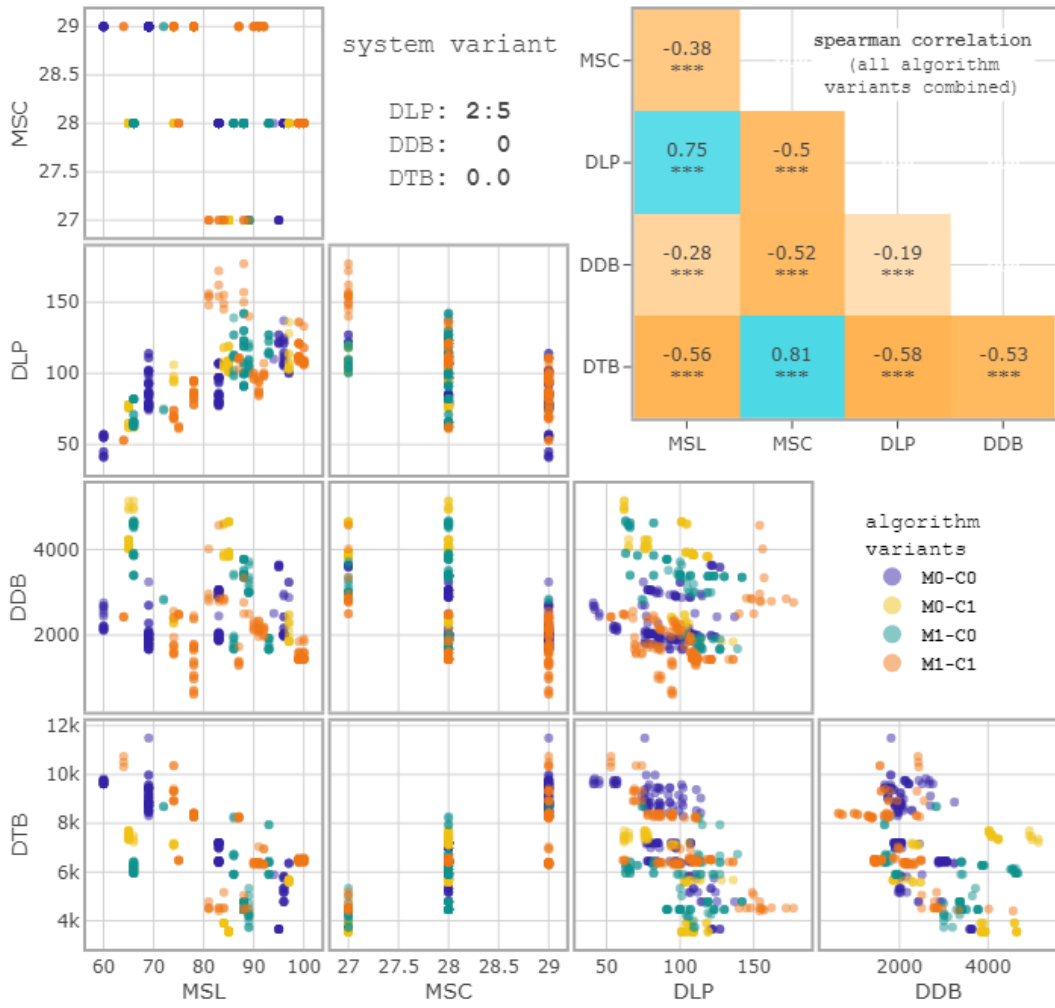 29
28.5
28
27.5
27
MSC
system variant
DLP: 2:5
DDB: 0
DTB: 0.0
spearman correlation
(all algorithm
variants combined)
MSC
-0.38
***
DLP
0.75
***
-0.5
***
DDB
-0.28
***
-0.52
***
-0.19
***
DTB
-0.56
***
0.81
***
-0.58
***
-0.53
***
MSL
MSC
DLP
DDB
150
100
50
DLP
4000
2000
DDB
algorithm
variants
M0-C0
M0-C1
M1-C0
M1-C1
12k
10k
8k
6k
4k
DTB
60 70 80 90 100
27 27.5 28 28.5 29
50 100 150
2000 4000
MSL
MSC
DLP
DDB